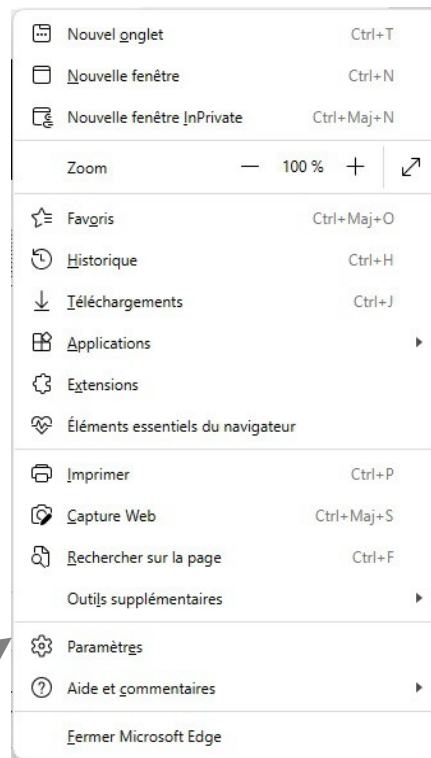 Nouvel onglet Ctrl+T
Nouvelle fenêtre Ctrl+N
Nouvelle fenêtre InPrivate Ctrl+Maj+N
Zoom — 100 % +
Favoris Ctrl+Maj+O
Historique Ctrl+H
Téléchargements Ctrl+J
Applications
Extensions
Éléments essentiels du navigateur
Imprimer Ctrl+P
Capture Web Ctrl+Maj+S
Rechercher sur la page Ctrl+F
Outils supplémentaires
Paramètres
Aide et commentaires
Fermer Microsoft Edge